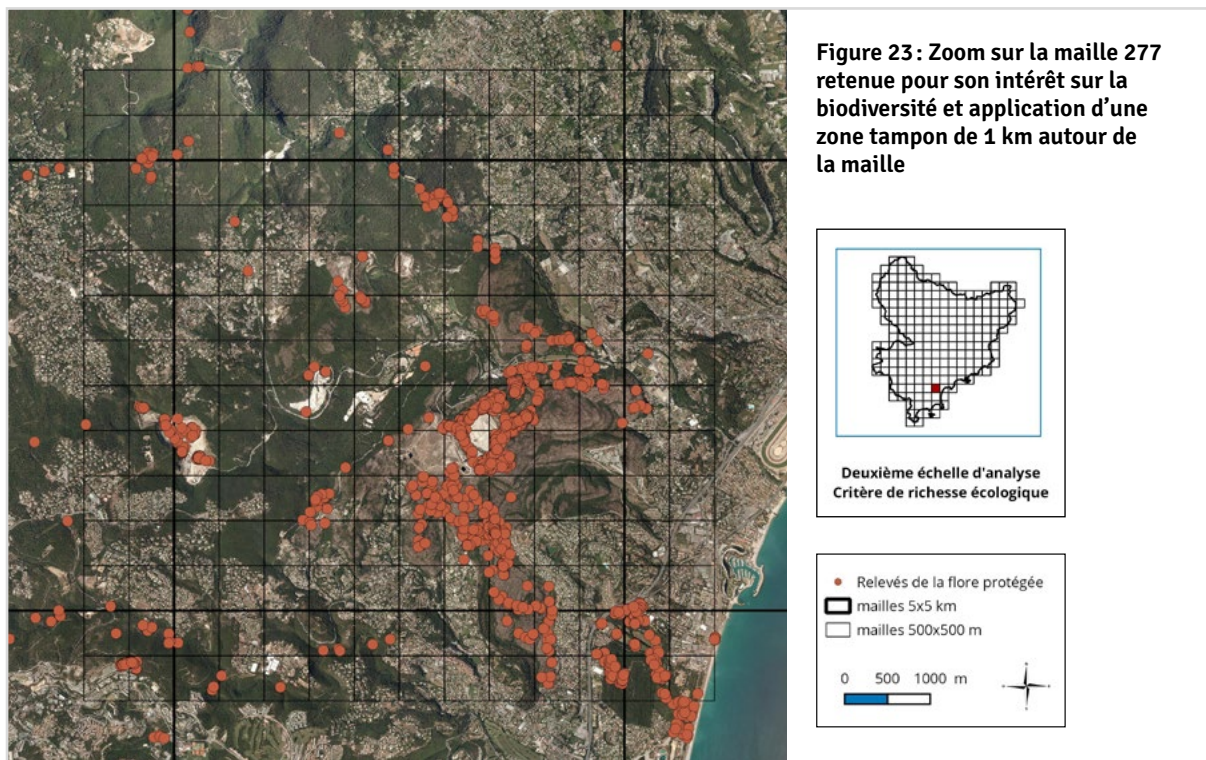 Figure 23 : Zoom sur la maille 277
retenue pour son intérêt sur la
biodiversité et application d’une
zone tampon de 1 km autour de
la maille
Deuxième échelle d'analyse
Critère de richesse écologique
Relevés de la flore protégée
mailles 5x5 km
mailles 500x500 m
0 500 1000 m